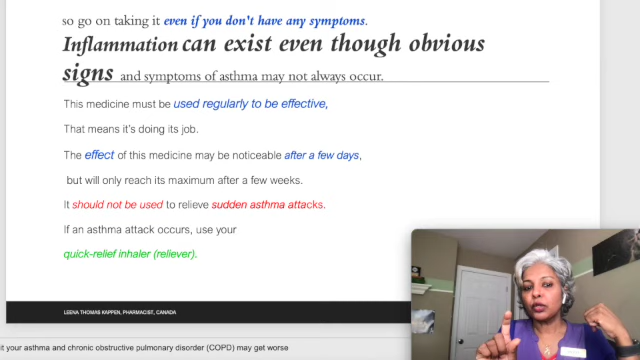 so go on taking it even if you don't have any symptoms.
Inflammation can exist even though obvious
signs and symptoms of asthma may not always occur.
This medicine must be used regularly to be effective,
That means it's doing its job.
The effect of this medicine may be noticeable after a few days,
but will only reach its maximum after a few weeks.
It should not be used to relieve sudden asthma attacks.
If an asthma attack occurs, use your
quick-relief inhaler (reliever).
LEENA THOMAS KAPPEN, PHARMACIST, CANADA
it your asthma and chronic obstructive pulmonary disorder (COPD) may get worse